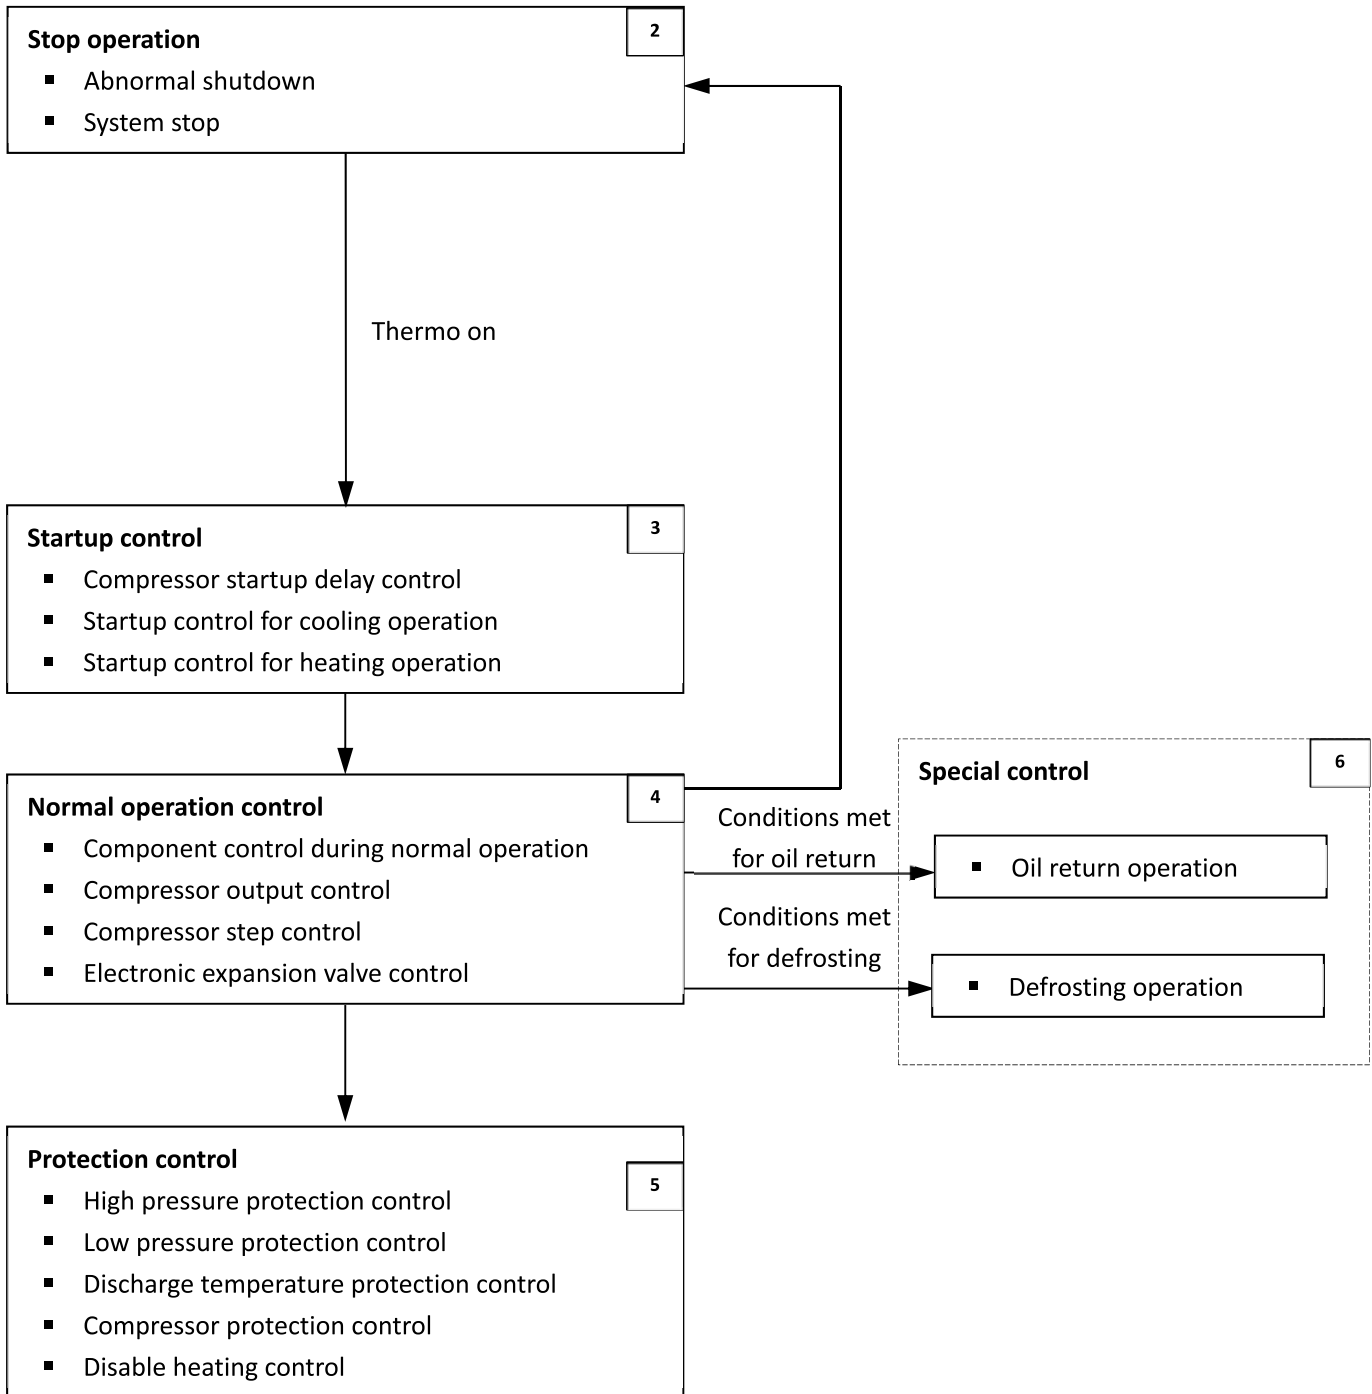 Stop operation
2
▪ Abnormal shutdown
▪ System stop
Thermo on
Startup control
3
▪ Compressor startup delay control
▪ Startup control for cooling operation
▪ Startup control for heating operation
Normal operation control
4
▪ Component control during normal operation
▪ Compressor output control
▪ Compressor step control
▪ Electronic expansion valve control
Conditions met
for oil return
Conditions met
for defrosting
Special control
6
▪ Oil return operation
▪ Defrosting operation
Protection control
5
▪ High pressure protection control
▪ Low pressure protection control
▪ Discharge temperature protection control
▪ Compressor protection control
▪ Disable heating control